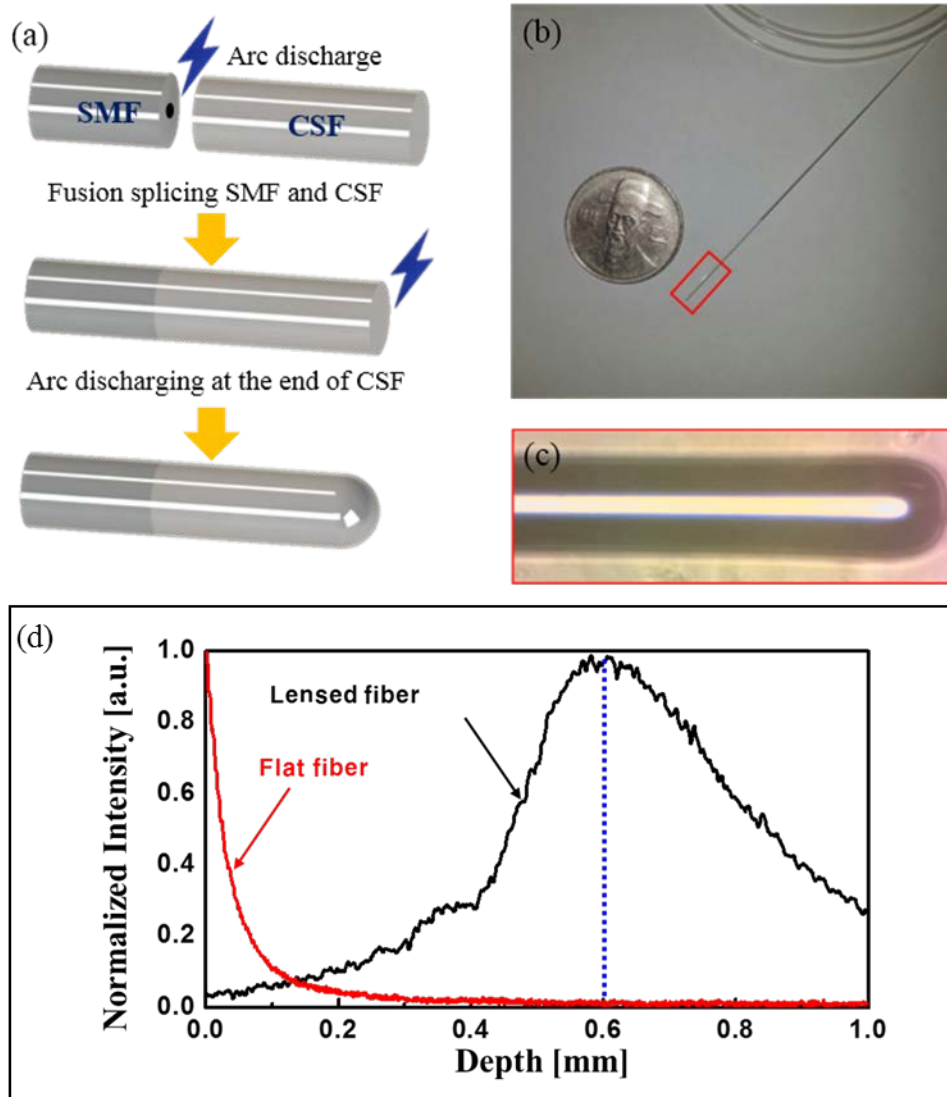 (a)
Arc discharge
SMF
CSF
Fusion splicing SMF and CSF
Arc discharging at the end of CSF
(b)
(c)
(d)
Normalized Intensity [a.u.]
1.0
0.8
0.6
0.4
0.2
0.0
Lensed fiber
Flat fiber
0.0 0.2 0.4 0.6 0.8 1.0
Depth [mm]